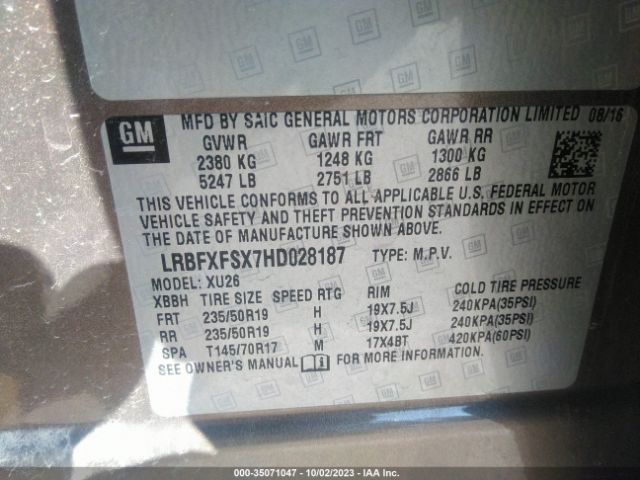 GM
MFD BY SAIC GENERAL MOTORS CORPORATION LIMITED 08/16
GVWR GAWR FRT GAWR RR
2380 KG 1248 KG 1300 KG
5247 LB 2751 LB 2866 LB
THIS VEHICLE CONFORMS TO ALL APPLICABLE U.S. FEDERAL MOTOR
VEHICLE SAFETY AND THEFT PREVENTION STANDARDS IN EFFECT ON
THE DATE OF MANUFACTURE SHOWN ABOVE.
LRBFXFSX7HD028187 TYPE: M.P.V.
MODEL: XU26
XBBH TIRE SIZE SPEED RTG RIM COLD TIRE PRESSURE
FRT 235/50R19 H 19X7.5J 240KPA(35PSI)
RR 235/50R19 H 19X7.5J 240KPA(35PSI)
SPA T145/70R17 M 17X4BT 420KPA(60PSI)
SEE OWNER'S MANUAL FOR MORE INFORMATION.
000-35071047 - 10/02/2023 - IAA Inc.